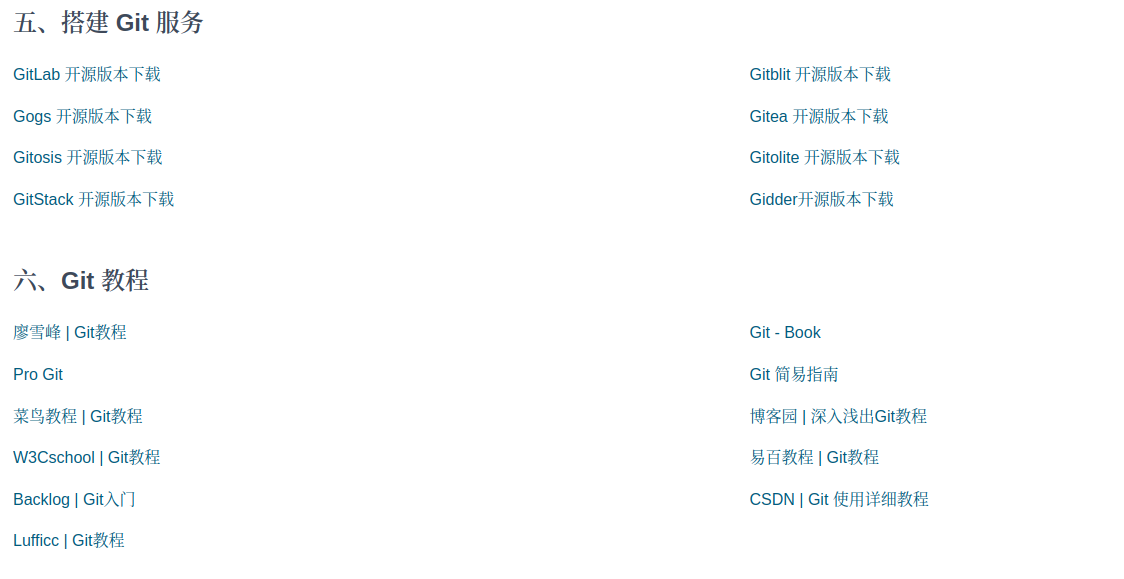 五、搭建 Git 服务
GitLab 开源版本下载
Gitblit 开源版本下载
Gogs 开源版本下载
Gitea 开源版本下载
Gitosis 开源版本下载
Gitolite 开源版本下载
GitStack 开源版本下载
Gidder开源版本下载
六、Git 教程
廖雪峰 | Git教程
Git - Book
Pro Git
Git 简易指南
菜鸟教程 | Git教程
博客园 | 深入浅出Git教程
W3Cschool | Git教程
易百教程 | Git教程
Backlog | Git入门
CSDN | Git 使用详细教程
Lufficc | Git教程